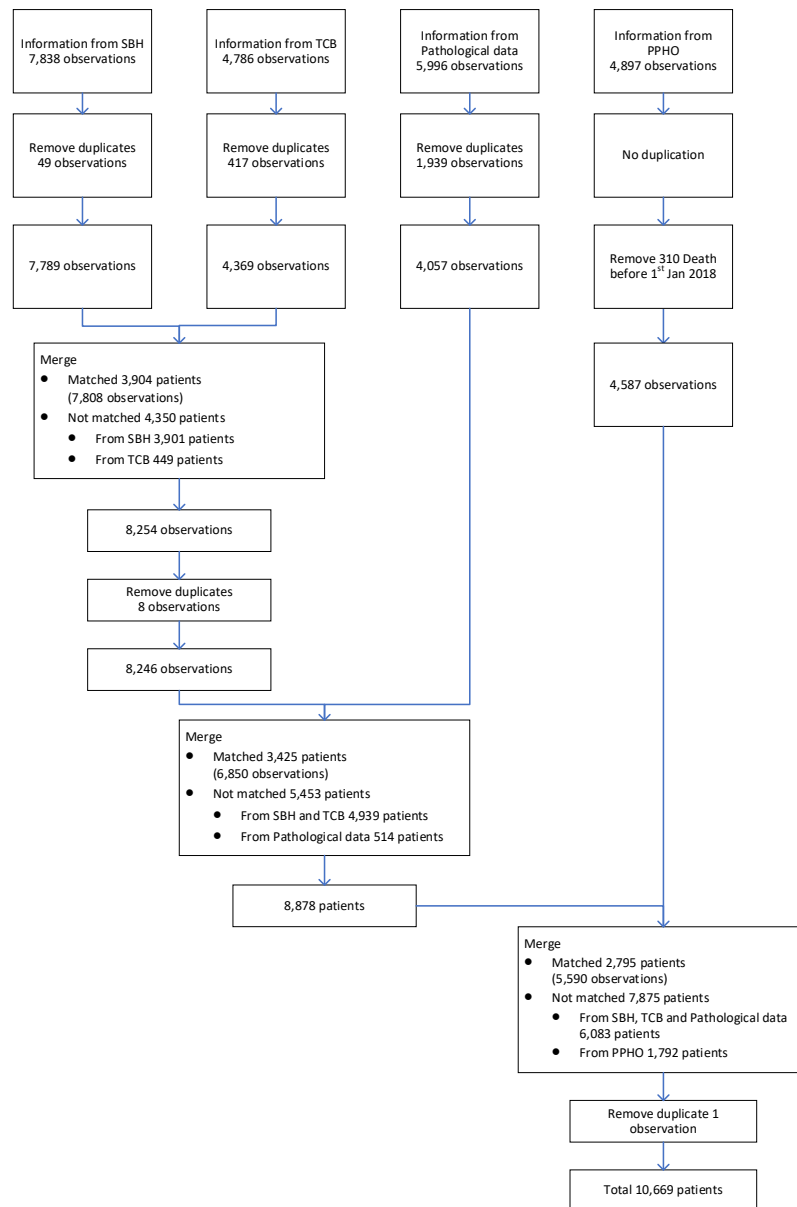 Information from SBH
7,838 observations
Information from TCB
4,786 observations
Information from
Pathological data
5,996 observations
Information from
PPHO
4,897 observations
Remove duplicates
49 observations
Remove duplicates
417 observations
Remove duplicates
1,939 observations
No duplication
7,789 observations
4,369 observations
4,057 observations
Remove 310 Death
before 1st Jan 2018
Merge
● Matched 3,904 patients
(7,808 observations)
● Not matched 4,350 patients
● From SBH 3,901 patients
● From TCB 449 patients
4,587 observations
8,254 observations
Remove duplicates
8 observations
8,246 observations
Merge
● Matched 3,425 patients
(6,850 observations)
● Not matched 5,453 patients
● From SBH and TCB 4,939 patients
● From Pathological data 514 patients
8,878 patients
Merge
● Matched 2,795 patients
(5,590 observations)
● Not matched 7,875 patients
● From SBH, TCB and Pathological data
6,083 patients
● From PPHO 1,792 patients
Remove duplicate 1
observation
Total 10,669 patients